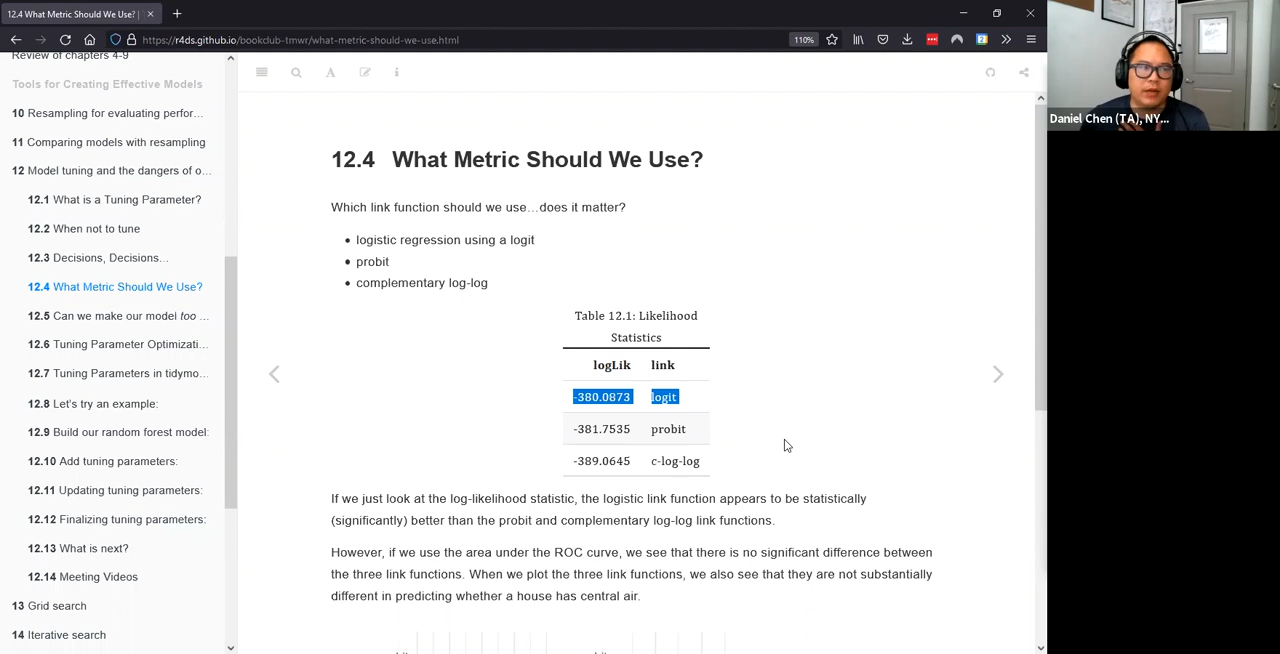 12.4 What Metric Should We Use? |
https://r4ds.github.io/bookclub-tmwr/what-metric-should-we-use.html
110%
Review of chapters 4-9
Tools for Creating Effective Models
10 Resampling for evaluating perfor...
11 Comparing models with resampling
12 Model tuning and the dangers of o...
12.1 What is a Tuning Parameter?
12.2 When not to tune
12.3 Decisions, Decisions...
12.4 What Metric Should We Use?
12.5 Can we make our model too ...
12.6 Tuning Parameter Optimizati...
12.7 Tuning Parameters in tidymo...
12.8 Let's try an example:
12.9 Build our random forest model:
12.10 Add tuning parameters:
12.11 Updating tuning parameters:
12.12 Finalizing tuning parameters:
12.13 What is next?
12.14 Meeting Videos
13 Grid search
14 Iterative search
12.4 What Metric Should We Use?
Which link function should we use...does it matter?
• logistic regression using a logit
• probit
• complementary log-log
Table 12.1: Likelihood
Statistics
logLik link
-380.0873 logit
-381.7535 probit
-389.0645 c-log-log
If we just look at the log-likelihood statistic, the logistic link function appears to be statistically
(significantly) better than the probit and complementary log-log link functions.
However, if we use the area under the ROC curve, we see that there is no significant difference between
the three link functions. When we plot the three link functions, we also see that they are not substantially
different in predicting whether a house has central air.
Daniel Chen (TA), NY...